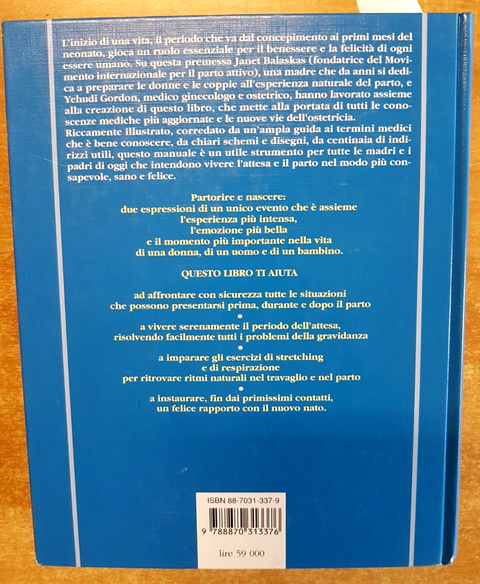 L'inizio di una vita, il periodo che va dal concepimento ai primi mesi del
neonato, gioca un ruolo essenziale per il benessere e la felicità di ogni
essere umano. Su questa premessa Janet Balaskas (fondatrice del Movi-
mento internazionale per il parto attivo), una madre che da anni si dedi-
ca a preparare le donne e le coppie all'esperienza naturale del parto, e
Yehudi Gordon, medico ginecologo e ostetrico, hanno lavorato assieme
alla creazione di questo libro, che mette alla portata di tutti le cono-
scenze mediche più aggiornate e le nuove vie dell'ostetricia.
Riccamente illustrato, corredato da un'ampia guida ai termini medici
che è bene conoscere, da chiari schemi e disegni, da centinaia di indi-
rizzi utili, questo manuale è un utile strumento per tutte le madri e i
padri di oggi che intendono vivere l'attesa e il parto nel modo più con-
sapevole, sano e felice.
Partorire e nascere:
due espressioni di un unico evento che è assieme
l'esperienza più intensa,
l'emozione più bella
e il momento più importante nella vita
di una donna, di un uomo e di un bambino.
QUESTO LIBRO TI AIUTA
ad affrontare con sicurezza tutte le situazioni
che possono presentarsi prima, durante e dopo il parto
•
a vivere serenamente il periodo dell'attesa,
risolvendo facilmente tutti i problemi della gravidanza
•
a imparare gli esercizi di stretching
e di respirazione
per ritrovare ritmi naturali nel travaglio e nel parto
•
a instaurare, fin dai primissimi contatti,
un felice rapporto con il nuovo nato.
ISBN 88-7031-337-9
9 788870 313376
lire 59 000